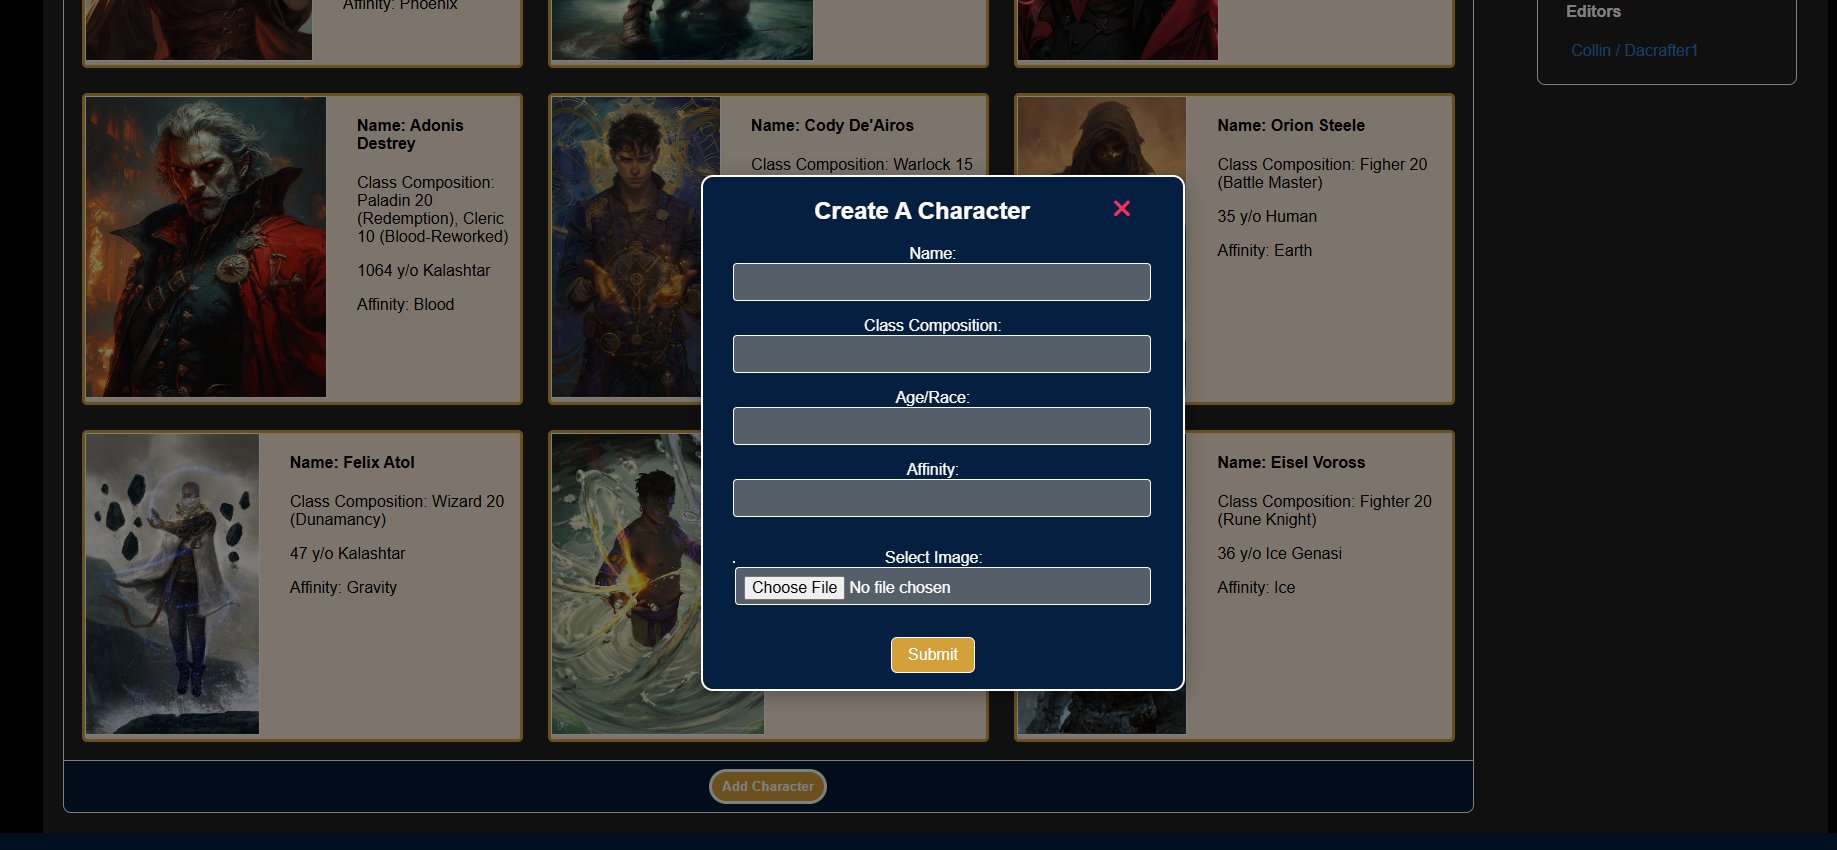 Affinity: Phoenix
Editors
Collin / Dacrafter1
Name: Adonis
Destrey
Class Composition:
Paladin 20
(Redemption), Cleric
10 (Blood-Reworked)
1064 y/o Kalashtar
Affinity: Blood
Name: Cody De'Airos
Class Composition: Warlock 15
Name: Orion Steele
Class Composition: Figher 20
(Battle Master)
35 y/o Human
Affinity: Earth
Create A Character
Name:
Class Composition:
Age/Race:
Affinity:
.
Select Image:
Choose File No file chosen
Submit
Name: Felix Atol
Class Composition: Wizard 20
(Dunamancy)
47 y/o Kalashtar
Affinity: Gravity
Name: Eisel Voross
Class Composition: Fighter 20
(Rune Knight)
36 y/o Ice Genasi
Affinity: Ice
Add Character